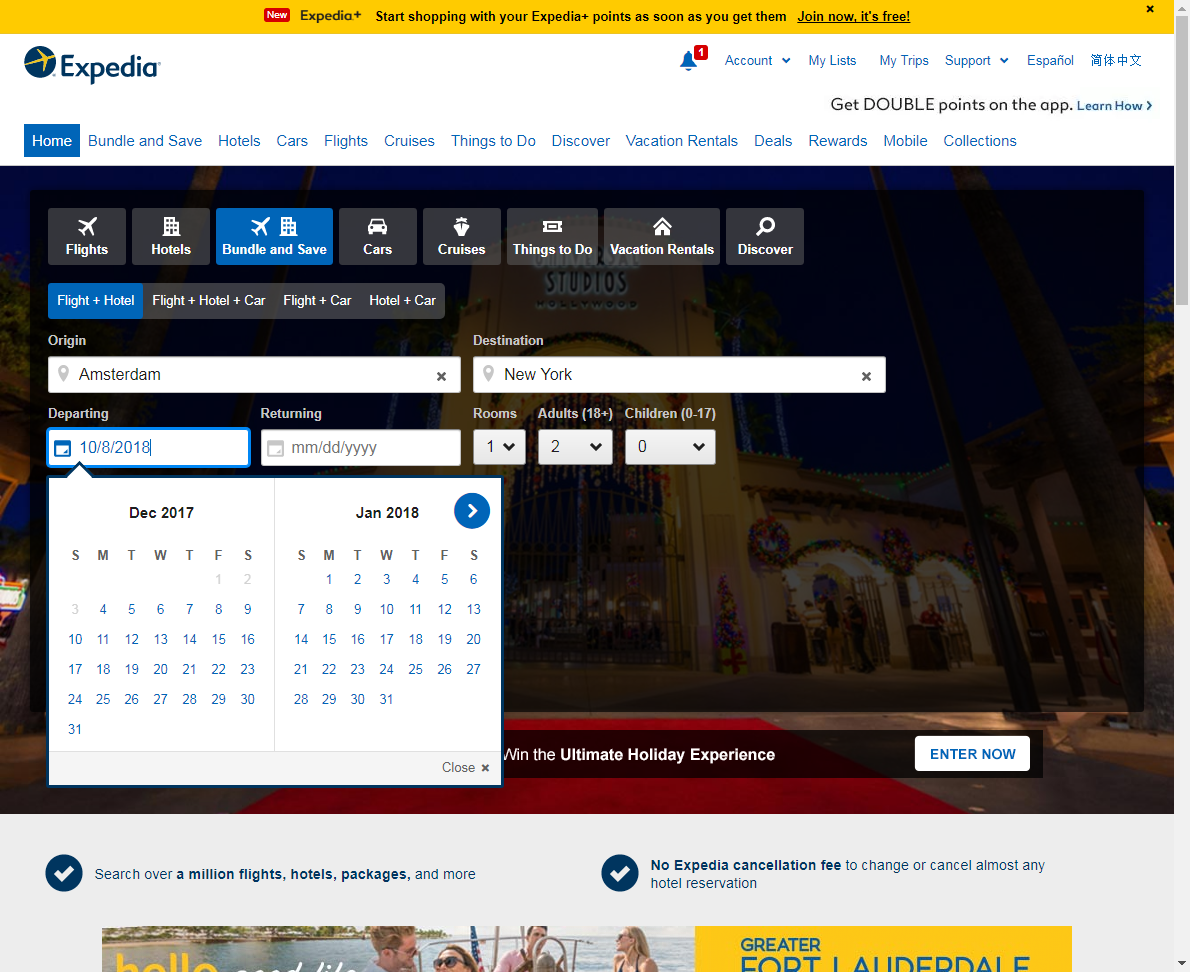 New Expedia+ Start shopping with your Expedia+ points as soon as you get them Join now, it's free!
Expedia
1 Account My Lists My Trips Support Español 简体中文
Get DOUBLE points on the app. Learn How
Home Bundle and Save Hotels Cars Flights Cruises Things to Do Discover Vacation Rentals Deals Rewards Mobile Collections
Flights Hotels Bundle and Save Cars Cruises Things to Do Vacation Rentals Discover
UNIVERSAL
STUDIOS
HOLLYWOOD
Flight + Hotel Flight + Hotel + Car Flight + Car Hotel + Car
Origin Destination
Amsterdam New York
Departing Returning Rooms Adults (18+) Children (0-17)
10/8/2018 mm/dd/yyyy 1 2 0
Dec 2017 Jan 2018
S M T W T F S S M T W T F S
1 2 1 2 3 4 5 6
3 4 5 6 7 8 9 7 8 9 10 11 12 13
10 11 12 13 14 15 16 14 15 16 17 18 19 20
17 18 19 20 21 22 23 21 22 23 24 25 26 27
24 25 26 27 28 29 30 28 29 30 31
31
Close
Win the Ultimate Holiday Experience ENTER NOW
Search over a million flights, hotels, packages, and more
No Expedia cancellation fee to change or cancel almost any
hotel reservation
hello good life
GREATER
FORT LAUDERDALE